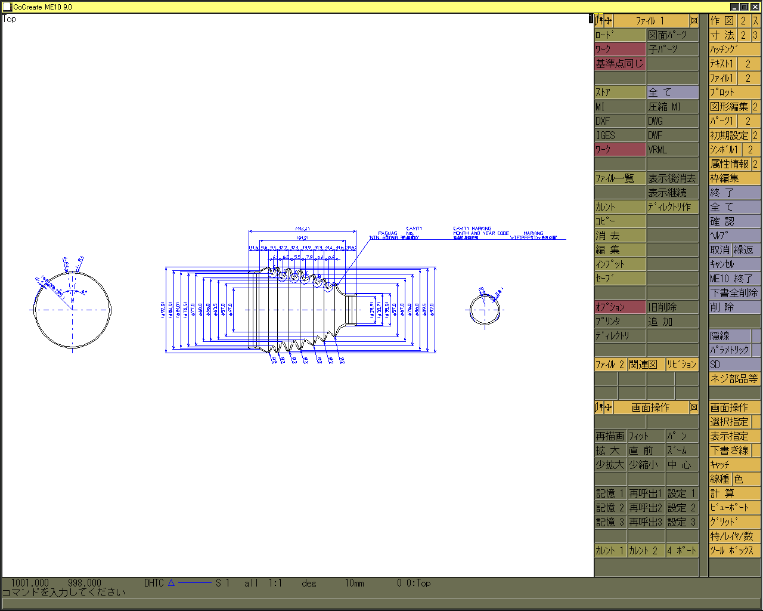 CoCreate ME10 9.0
Top
ファイル 1
ロード 図面 パーツ
ワーク 子パーツ
基準点同じ
ストア 全 て
MI 圧縮 MI
DXF DWG
IGES DWF
ワーク VRML
ファイル一覧 表示後消去
表示継続
カレント ディレクトリ作
コピー
消 去
編 集
インプット
セーブ
オプション 旧削除
プリンタ 追 加
ディレクトリ
ファイル 2 関連図 リビジョン
画面操作
再描画 フィット パン
拡 大 直 前 ズーム
少拡大 少縮小 中 心
記憶 1 再呼出1 設定 1
記憶 2 再呼出2 設定 2
記憶 3 再呼出3 設定 3
カレント 1 カレント 2 4 ポート
作 図 2 ス
寸 法 2 3
ハッチング
テキスト1 2
ファイル1 2
プロット
図形編集 2
パーツ1 2
初期設定 2
シンボル1 2
属性情報 2
枠編集
終 了
全 て
確 認
ヘルプ
取消 繰返
キャンセル
ME10 終了
下書全削除
削 除
隠線
パラメトリック
SD
ネジ部品等
画面操作
選択指定
表示指定
下書き線
キャッチ
線種 色
計 算
ビューポート
グリッド
特/レイヤ/数
ツール ボックス
1001.000 998.000 DHTC S 1 all 1:1 deg 10mm 0 0:Top
コマンドを入力してください